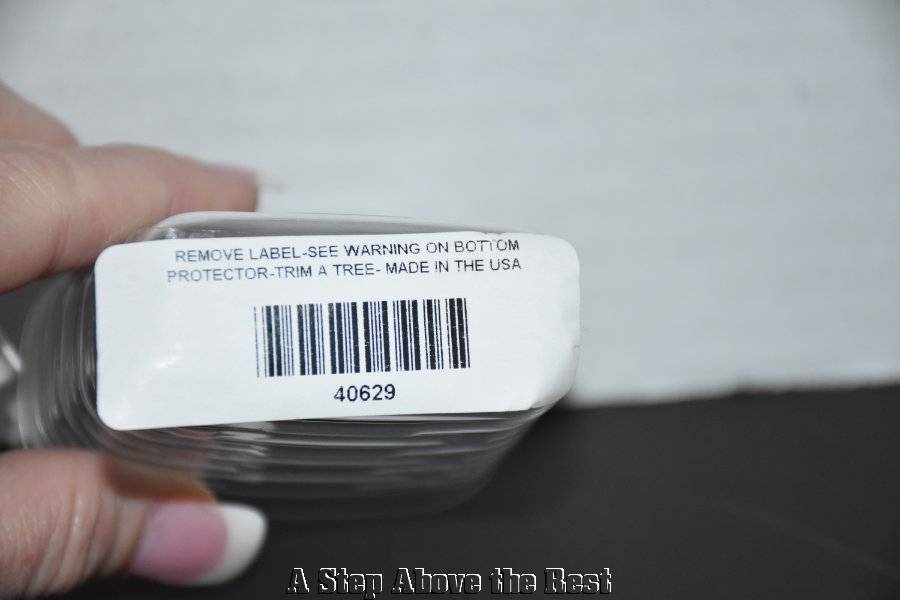 REMOVE LABEL-SEE WARNING ON BOTTOM
PROTECTOR-TRIM A TREE- MADE IN THE USA
40629
A Step Above the Rest